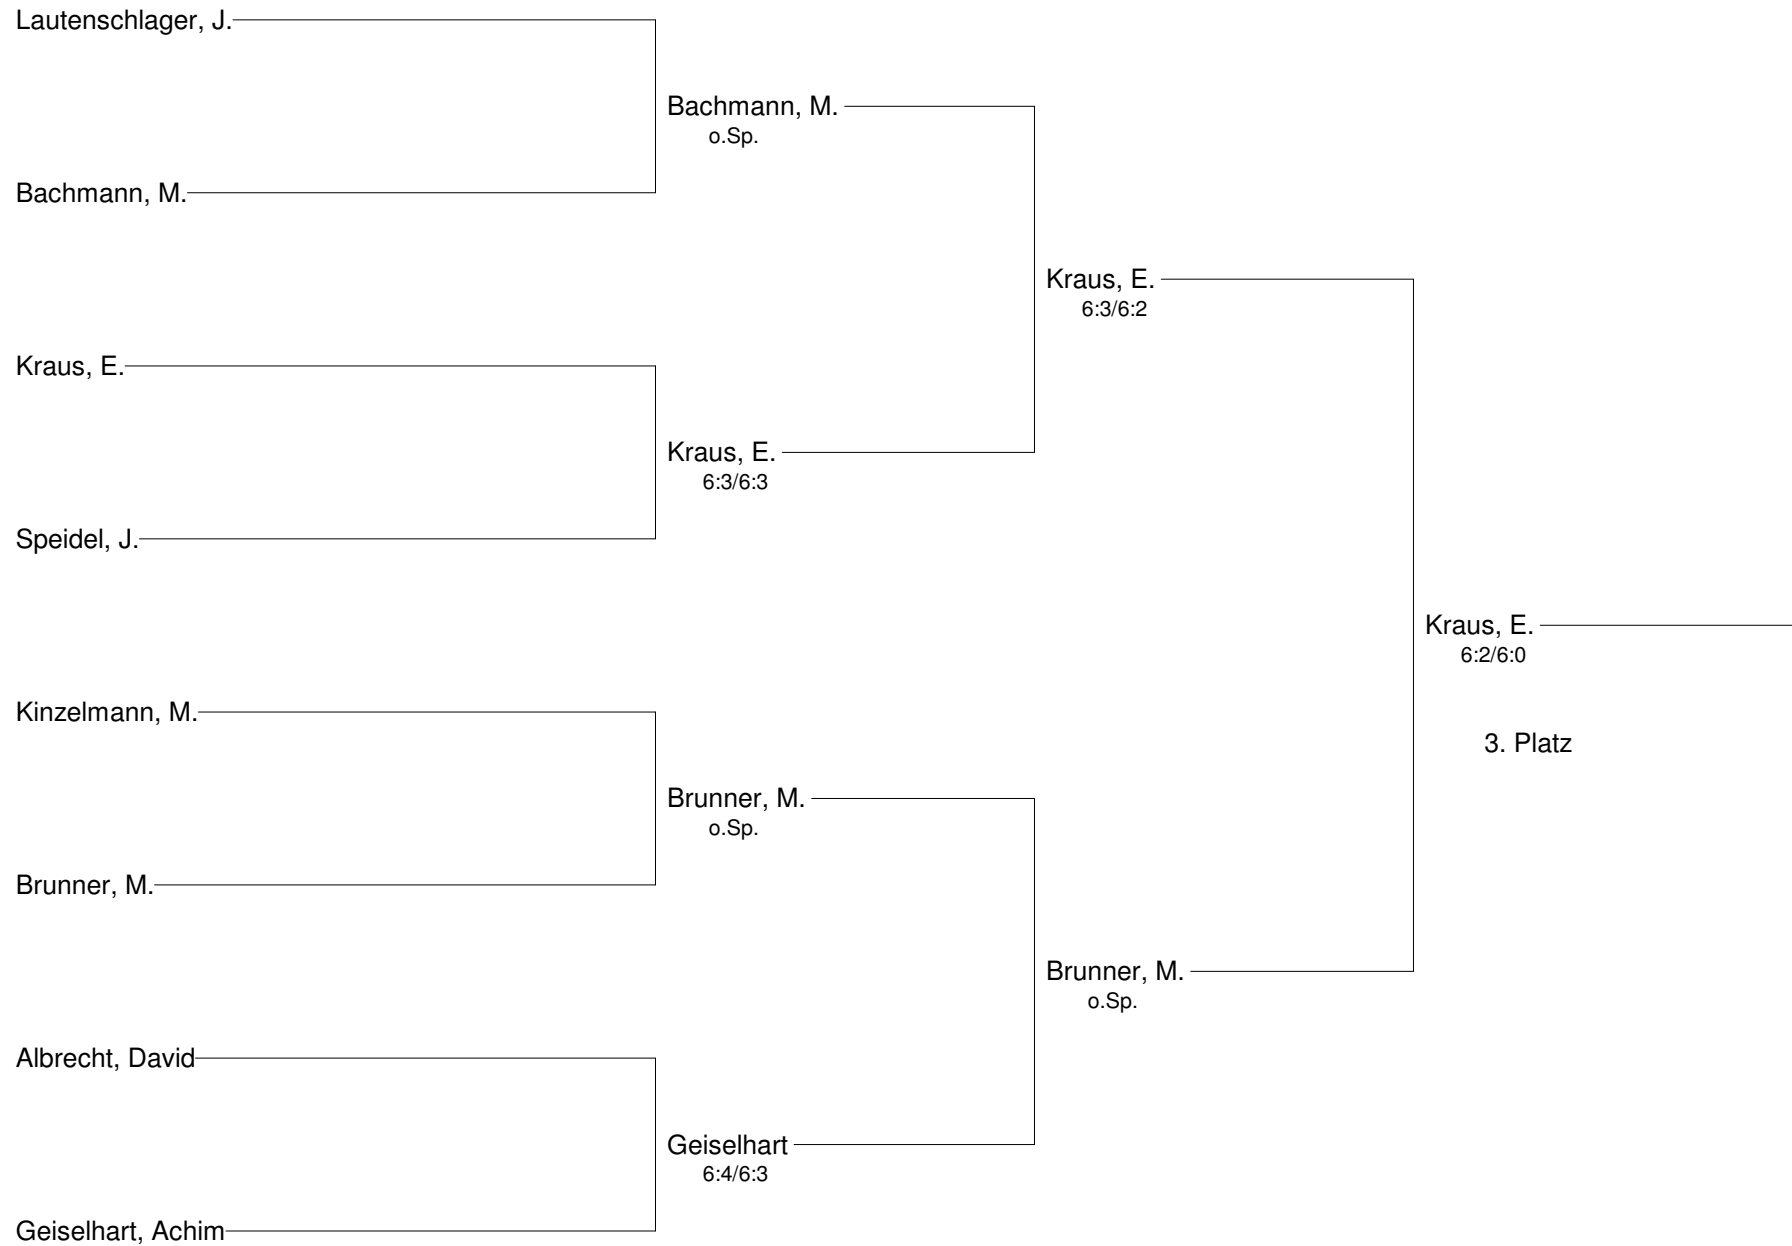 Lautenschlager, J.
Bachmann, M.
o.Sp.
Bachmann, M.
Kraus, E.
6:3/6:2
Kraus, E.
Kraus, E.
6:3/6:3
Speidel, J.
Kraus, E.
6:2/6:0
Kinzelmann, M.
3. Platz
Brunner, M.
o.Sp.
Brunner, M.
Brunner, M.
o.Sp.
Albrecht, David
Geiselhart
6:4/6:3
Geiselhart, Achim